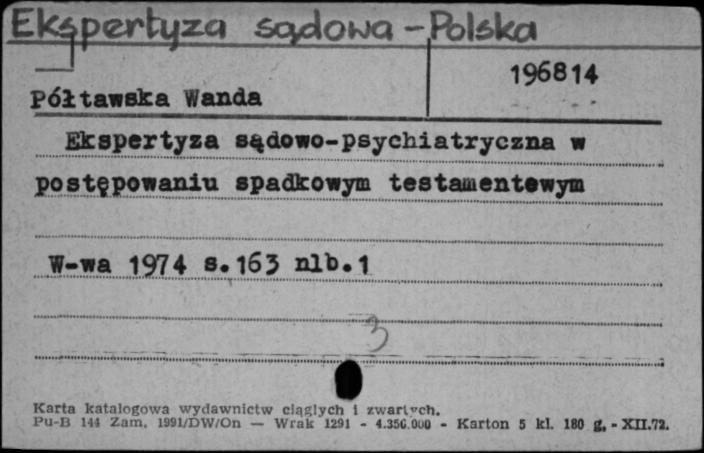 Ekspertyza sądowa - Polska
196814
Półtawska Wanda
Ekspertyza sądowo-psychiatryczna w
postępowaniu spadkowym testamentowym
W-wa 1974 s.163 nlb.1
3
Karta katalogowa wydawnictw ciągłych i zwartych.
Pu-B 144 Zam. 1991/DW/On — Wrak 1291 - 4.350.000 - Karton 5 kl. 180 g. - XII.72.